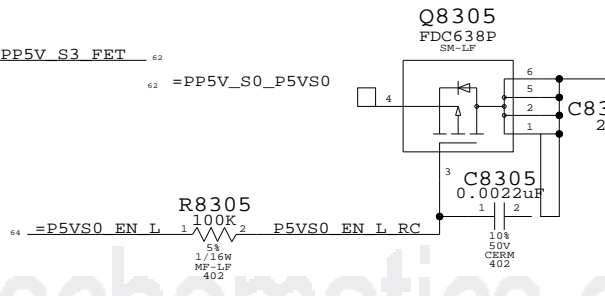 Q8305
FDC638P
SM-LF
PP5V_S3_FET 62
62 =PP5V_S0_P5VS0
4
6
5
2
1
3
C83
2
C8305
0.0022uF
1 2
10%
50V
CERM
402
R8305
100K
64 =P5VS0_EN_L 1 2 P5VS0_EN_L_RC
5%
1/16W
MF-LF
402